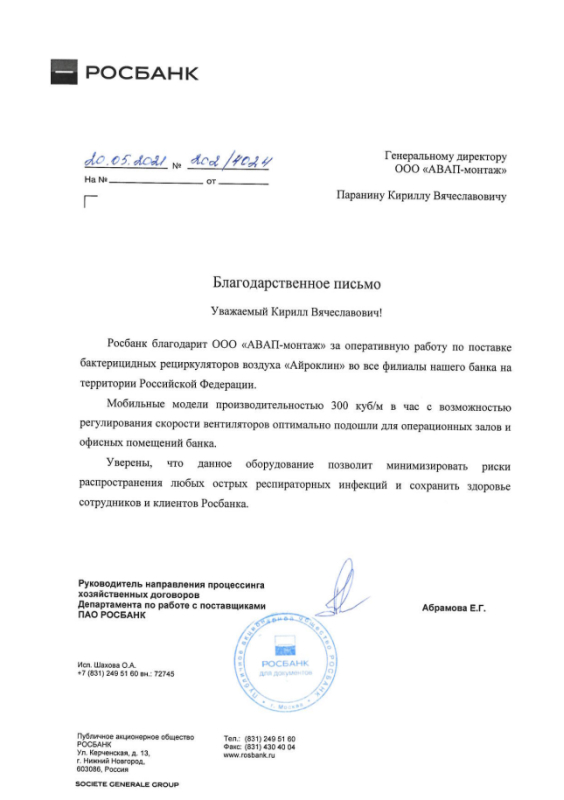 РОСБАНК
20.05.2021 № 202/4024
На № от
Генеральному директору
ООО «АВАП-монтаж»
Паранину Кириллу Вячеславовичу
Благодарственное письмо
Уважаемый Кирилл Вячеславович!
Росбанк благодарит ООО «АВАП-монтаж» за оперативную работу по поставке
бактерицидных рециркуляторов воздуха «Айроклин» во все филиалы нашего банка на
территории Российской Федерации.
Мобильные модели производительностью 300 куб/м в час с возможностью
регулирования скорости вентиляторов оптимально подошли для операционных залов и
офисных помещений банка.
Уверены, что данное оборудование позволит минимизировать риски
распространения любых острых респираторных инфекций и сохранить здоровье
сотрудников и клиентов Росбанка.
Руководитель направления процессинга
хозяйственных договоров
Департамента по работе с поставщиками
ПАО РОСБАНК
Абрамова Е.Г.
Публичное акционерное общество РОСБАНК
РОСБАНК
для документов
г. Москва
Исп. Шахова О.А.
+7 (831) 249 51 60 вн.: 72745
Публичное акционерное общество
РОСБАНК
Ул. Керченская, д. 13,
г. Нижний Новгород,
603086, Россия
Тел.: (831) 249 51 60
Факс: (831) 430 40 04
www.rosbank.ru
SOCIETE GENERALE GROUP